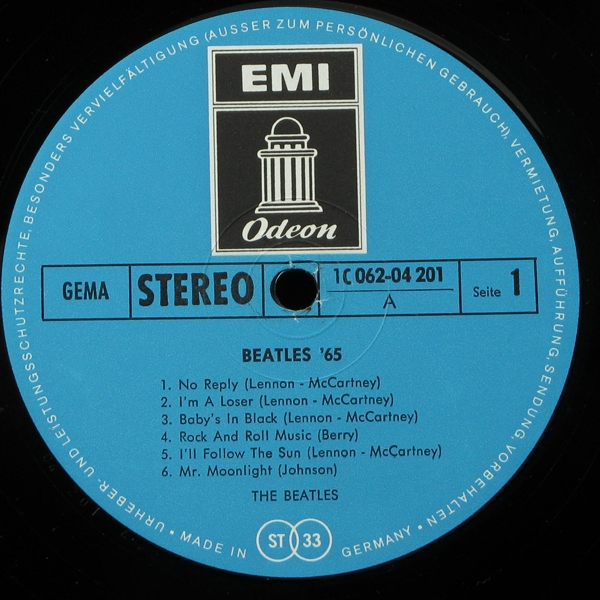 URHEBER- UND LEISTUNGSSCHUTZRECHTE, BESONDERS VERVIELFÄLTIGUNG (AUSSER ZUM PERSÖNLICHEN GEBRAUCH), VERMIETUNG, AUFFÜHRUNG, SENDUNG, VORBEHALTEN •
EMI
Odeon
GEMA
STEREO
1C 062-04 201
A
Seite 1
BEATLES '65
1. No Reply (Lennon - McCartney)
2. I'm A Loser (Lennon - McCartney)
3. Baby's In Black (Lennon - McCartney)
4. Rock And Roll Music (Berry)
5. I'll Follow The Sun (Lennon - McCartney)
6. Mr. Moonlight (Johnson)
THE BEATLES
• MADE IN ST 33 GERMANY •